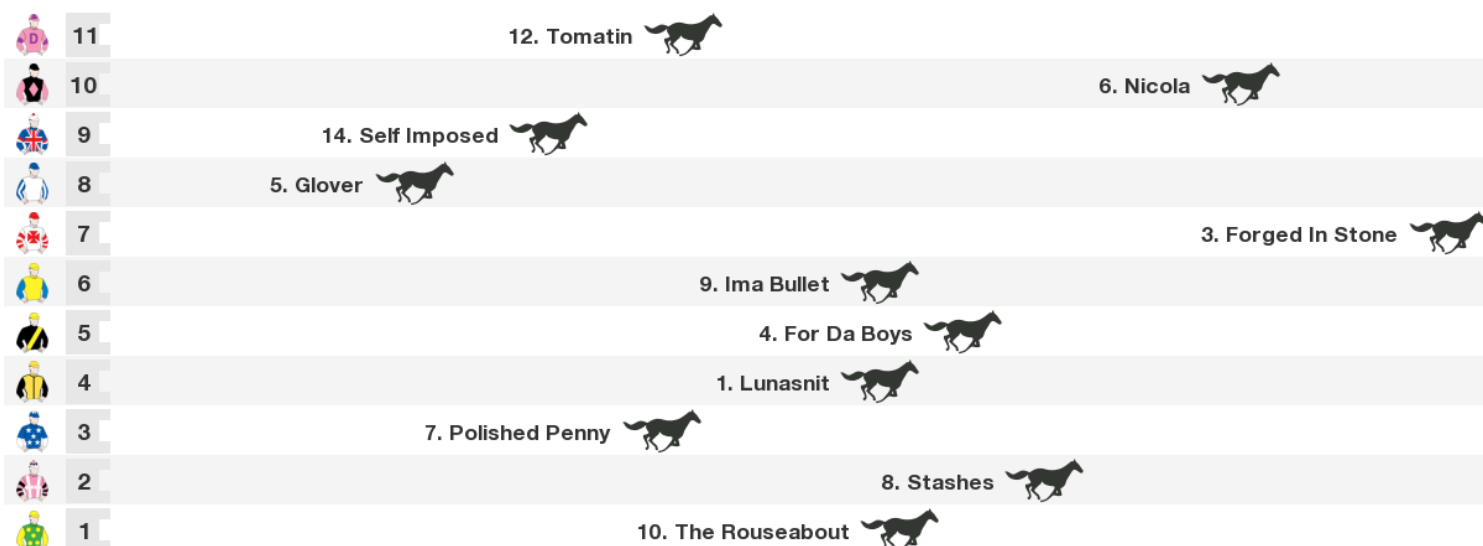 11 12. Tomatin
10 6. Nicola
9 14. Self Imposed
8 5. Glover
7 3. Forged In Stone
6 9. Ima Bullet
5 4. For Da Boys
4 1. Lunasnit
3 7. Polished Penny
2 8. Stashes
1 10. The Rouseabout
D